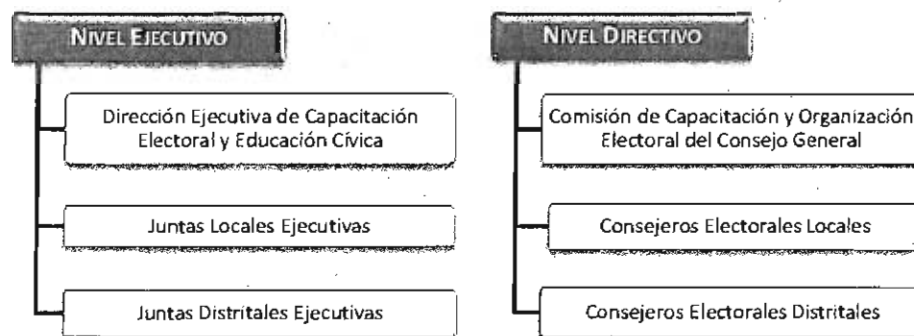 NIVEL EJECUTIVO
Dirección Ejecutiva de Capacitación
Electoral y Educación Cívica
Juntas Locales Ejecutivas
Juntas Distritales Ejecutivas
NIVEL DIRECTIVO
Comisión de Capacitación y Organización
Electoral del Consejo General
Consejeros Electorales Locales
Consejeros Electorales Distritales